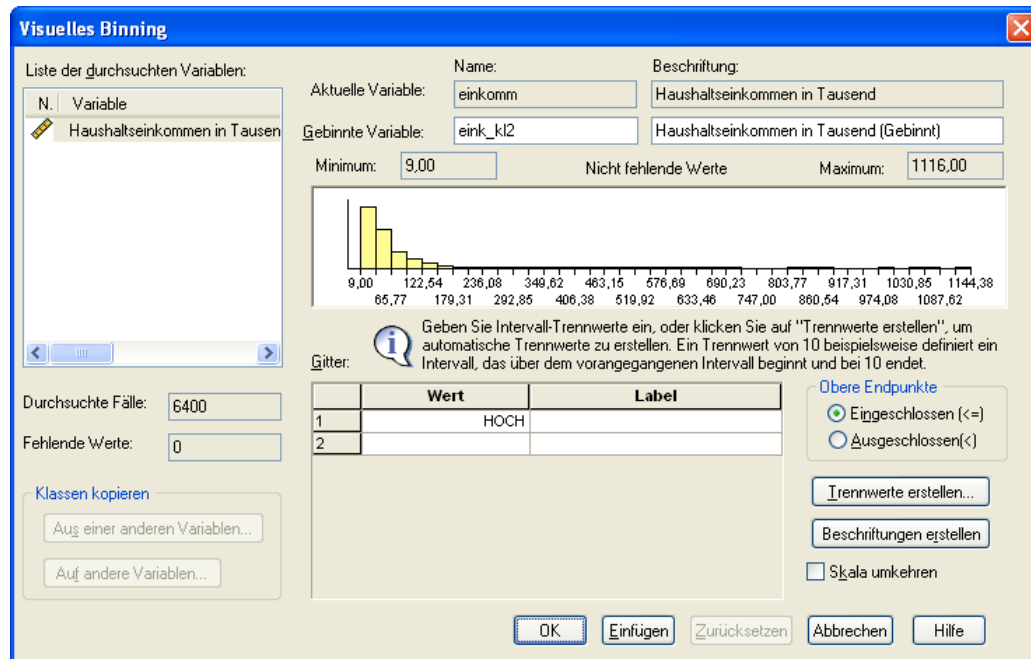 Visuelles Binning
Liste der durchsuchten Variablen:
N. Variable
Haushaltseinkommen in Tausen
Name:
Beschriftung:
Aktuelle Variable:
einkomm
Haushaltseinkommen in Tausend
Gebinnte Variable:
eink_kl2
Haushaltseinkommen in Tausend (Gebinnt)
Minimum:
9,00
Nicht fehlende Werte
Maximum:
1116,00
9,00 122,54 236,08 349,62 463,15 576,69 690,23 803,77 917,31 1030,85 1144,38
65,77 179,31 292,85 406,38 519,92 633,46 747,00 860,54 974,08 1087,62
Geben Sie Intervall-Trennwerte ein, oder klicken Sie auf "Trennwerte erstellen", um
automatische Trennwerte zu erstellen. Ein Trennwert von 10 beispielsweise definiert ein
Intervall, das über dem vorangegangenen Intervall beginnt und bei 10 endet.
Gitter:
Wert Label
1 HOCH
2
Durchsuchte Fälle:
6400
Fehlende Werte:
0
Klassen kopieren
Aus einer anderen Variablen...
Auf andere Variablen...
Obere Endpunkte
Eingeschlossen (<=)
Ausgeschlossen(<)
Trennwerte erstellen...
Beschriftungen erstellen
Skala umkehren
OK
Einfügen
Zurücksetzen
Abbrechen
Hilfe